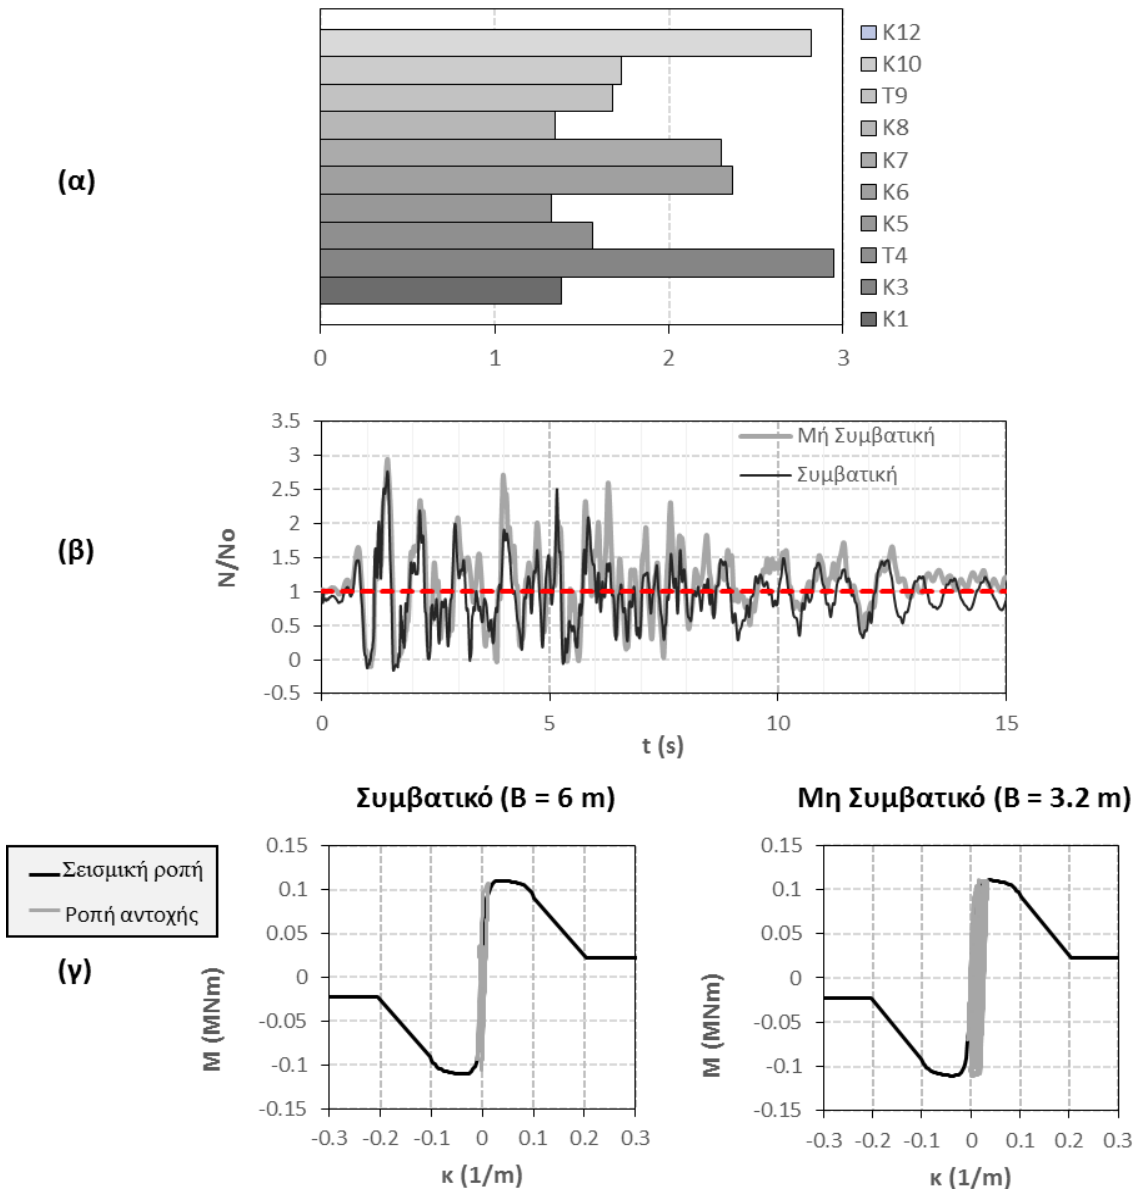 (α)
K12
K10
T9
K8
K7
K6
K5
T4
K3
K1
0 1 2 3
(β)
N/No
3.5
3
2.5
2
1.5
1
0.5
0
-0.5
Μή Συμβατική
Συμβατική
0 5 10 15
t (s)
Συμβατικό (B = 6 m)
Μη Συμβατικό (B = 3.2 m)
Σεισμική ροπή
Ροπή αντοχής
(γ)
M (MNm)
0.15
0.1
0.05
0
-0.05
-0.1
-0.15
-0.3 -0.2 -0.1 0 0.1 0.2 0.3
κ (1/m)
M (MNm)
0.15
0.1
0.05
0
-0.05
-0.1
-0.15
-0.3 -0.2 -0.1 0 0.1 0.2 0.3
κ (1/m)